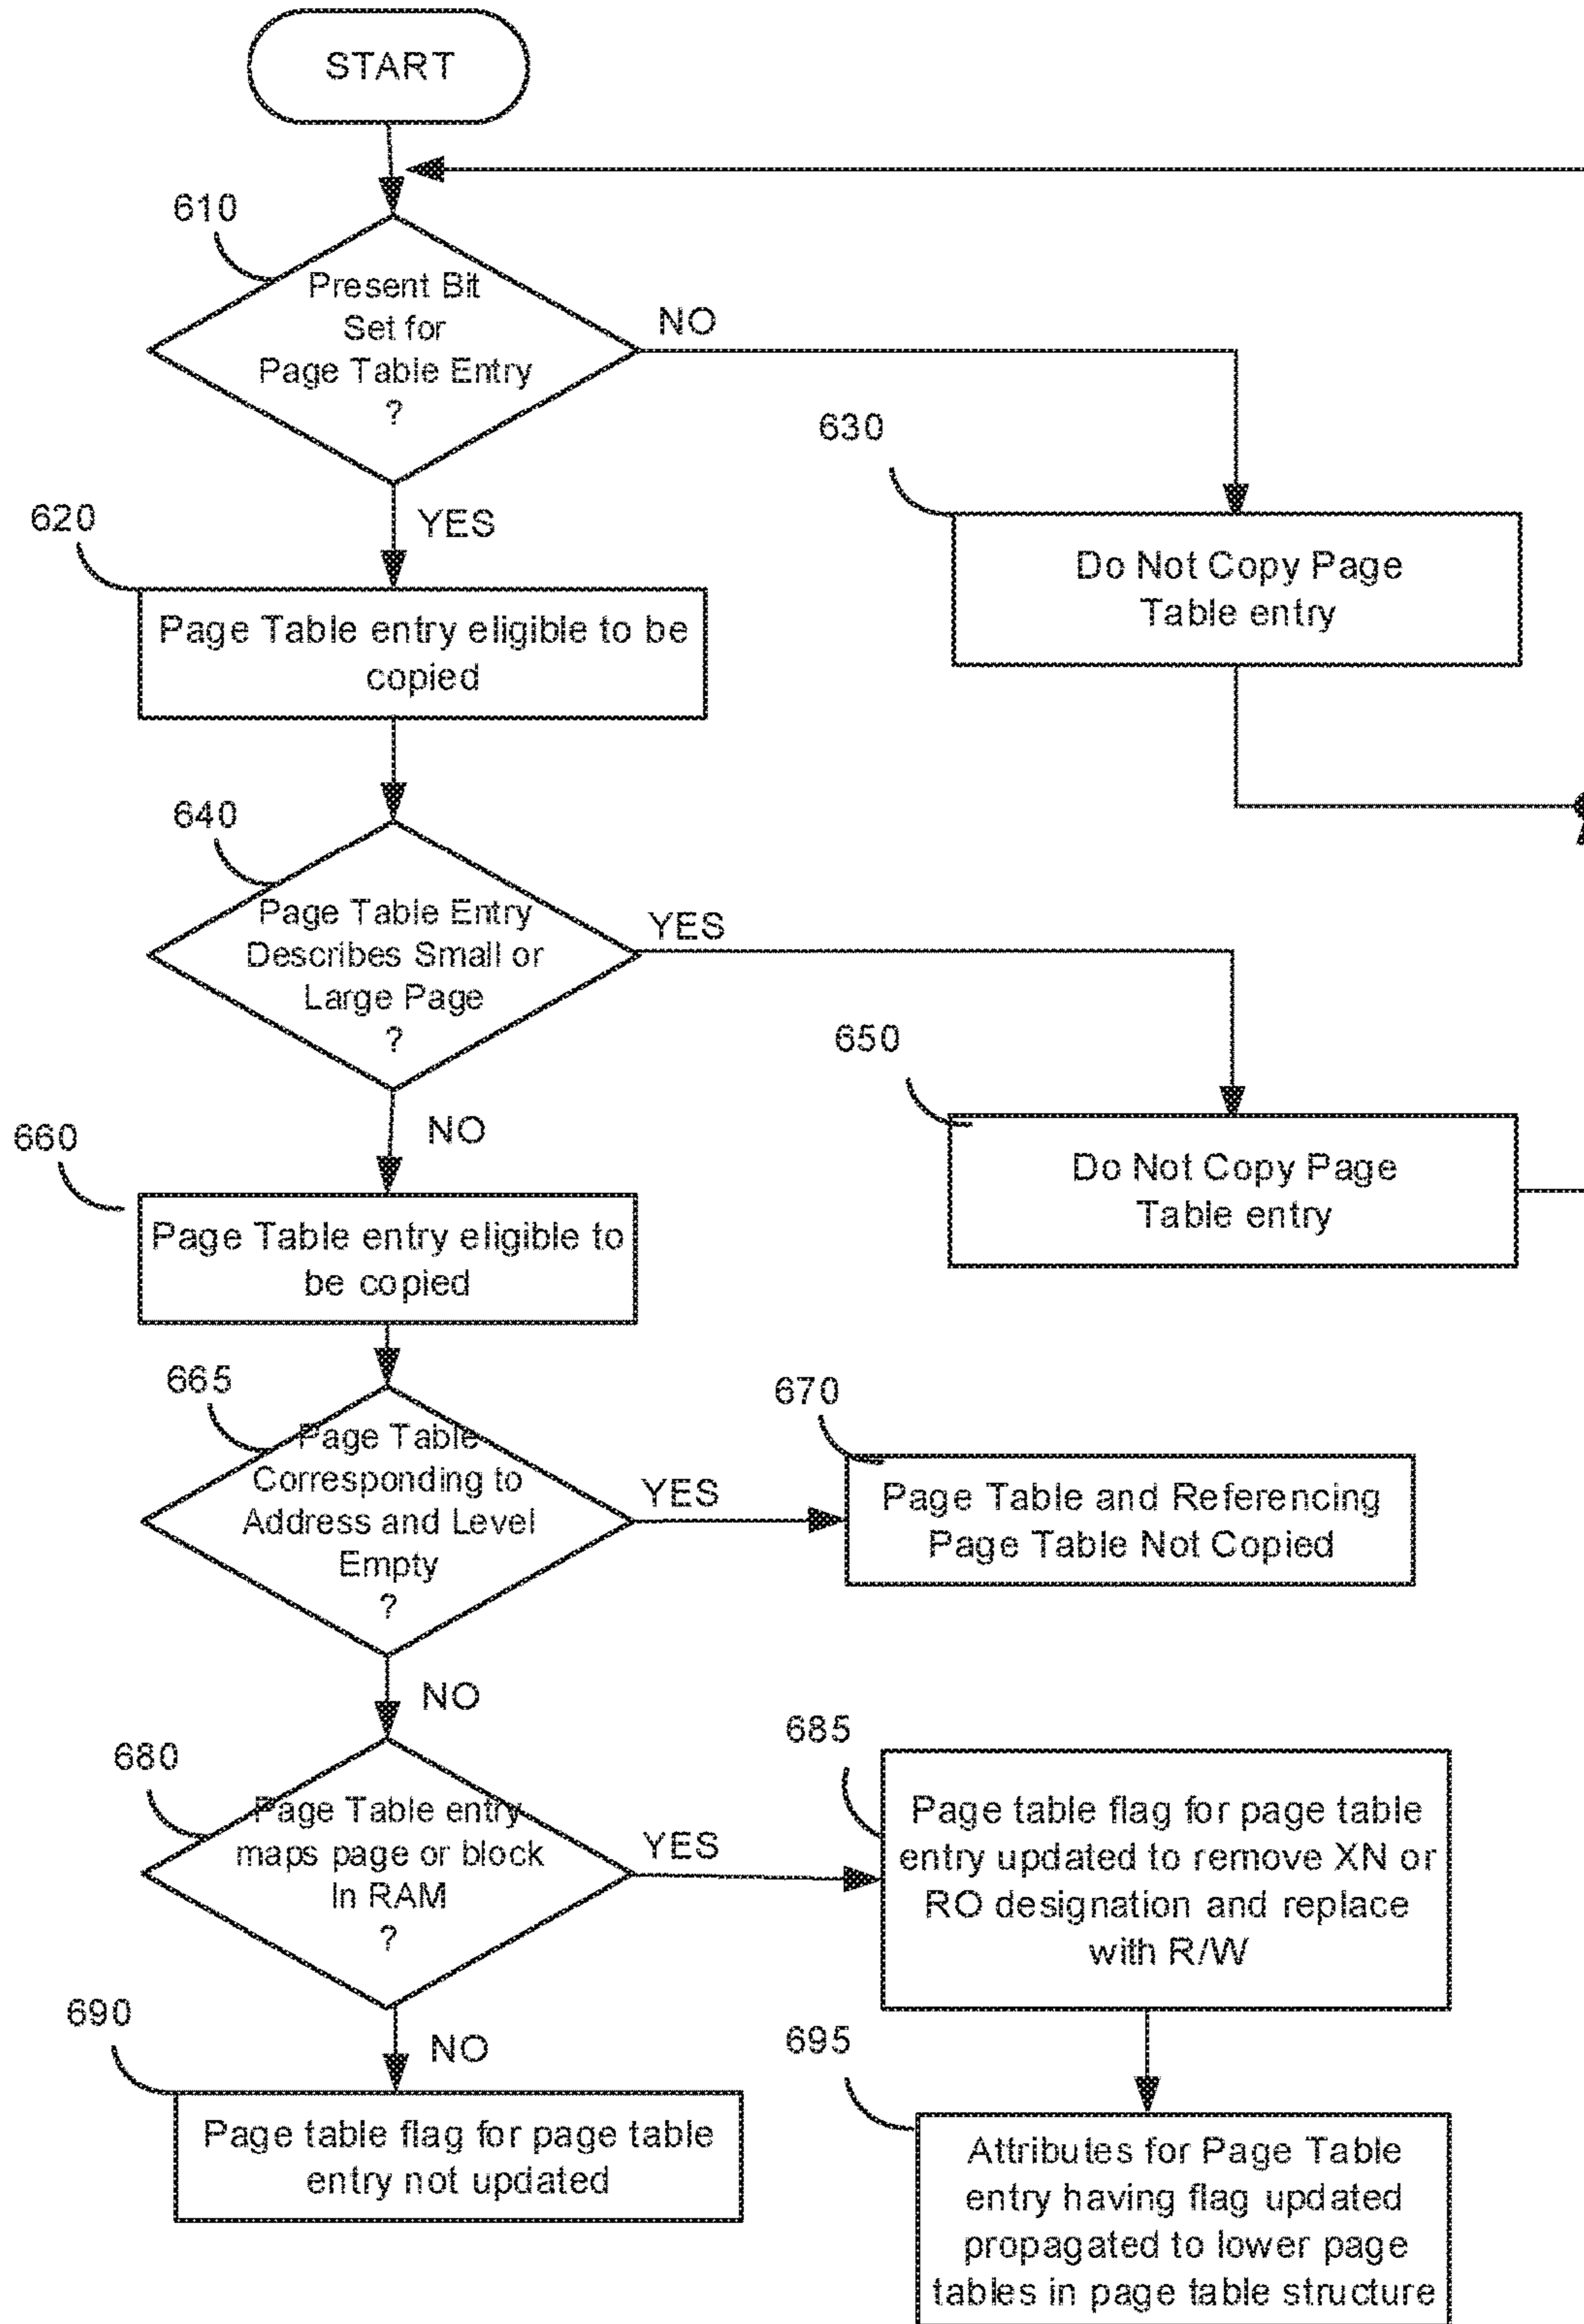 START
610
Present Bit
Set for
Page Table Entry
?
NO
630
Do Not Copy Page
Table entry
YES
620
Page Table entry eligible to be
copied
640
Page Table Entry
Describes Small or
Large Page
?
YES
650
Do Not Copy Page
Table entry
NO
660
Page Table entry eligible to
be copied
665
Page Table
Corresponding to
Address and Level
Empty
?
YES
670
Page Table and Referencing
Page Table Not Copied
NO
680
Page Table entry
maps page or block
In RAM
?
YES
685
Page table flag for page table
entry updated to remove XN or
RO designation and replace
with R/W
NO
690
Page table flag for page table
entry not updated
695
Attributes for Page Table
entry having flag updated
propagated to lower page
tables in page table structure